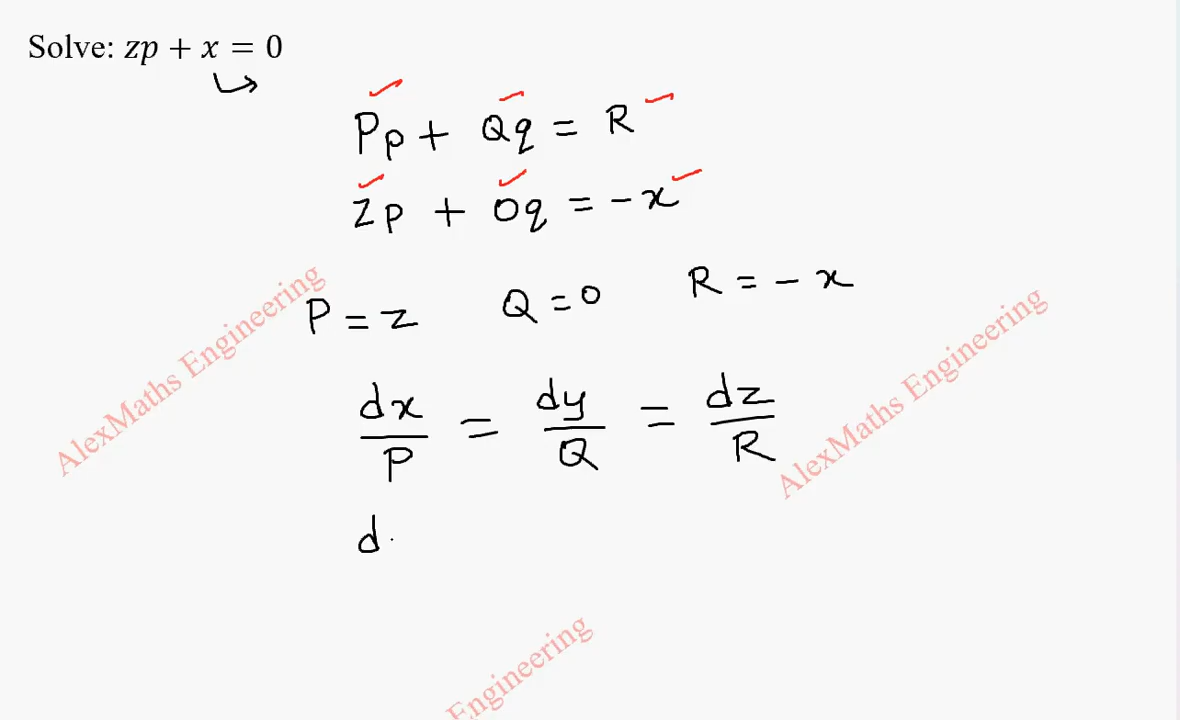 Solve: zp + x = 0
Pp + Qq = R
zp + 0q = -x
P = z Q = 0 R = -x
dx/P = dy/Q = dz/R
d
AlexMaths Engineering
AlexMaths Engineering
Engineering